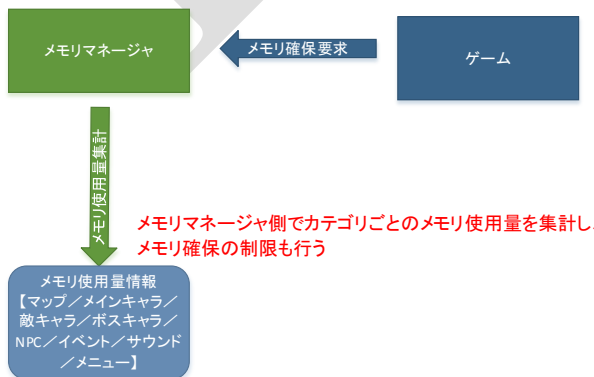 メモリマネージャ
メモリ確保要求
ゲーム
メモリ使用量集計
メモリマネージャ側でカテゴリごとのメモリ使用量を集計し、
メモリ確保の制限も行う
メモリ使用量情報
【マップ／メインキャラ／
敵キャラ／ボスキャラ／
NPC／イベント／サウンド
／メニュー】